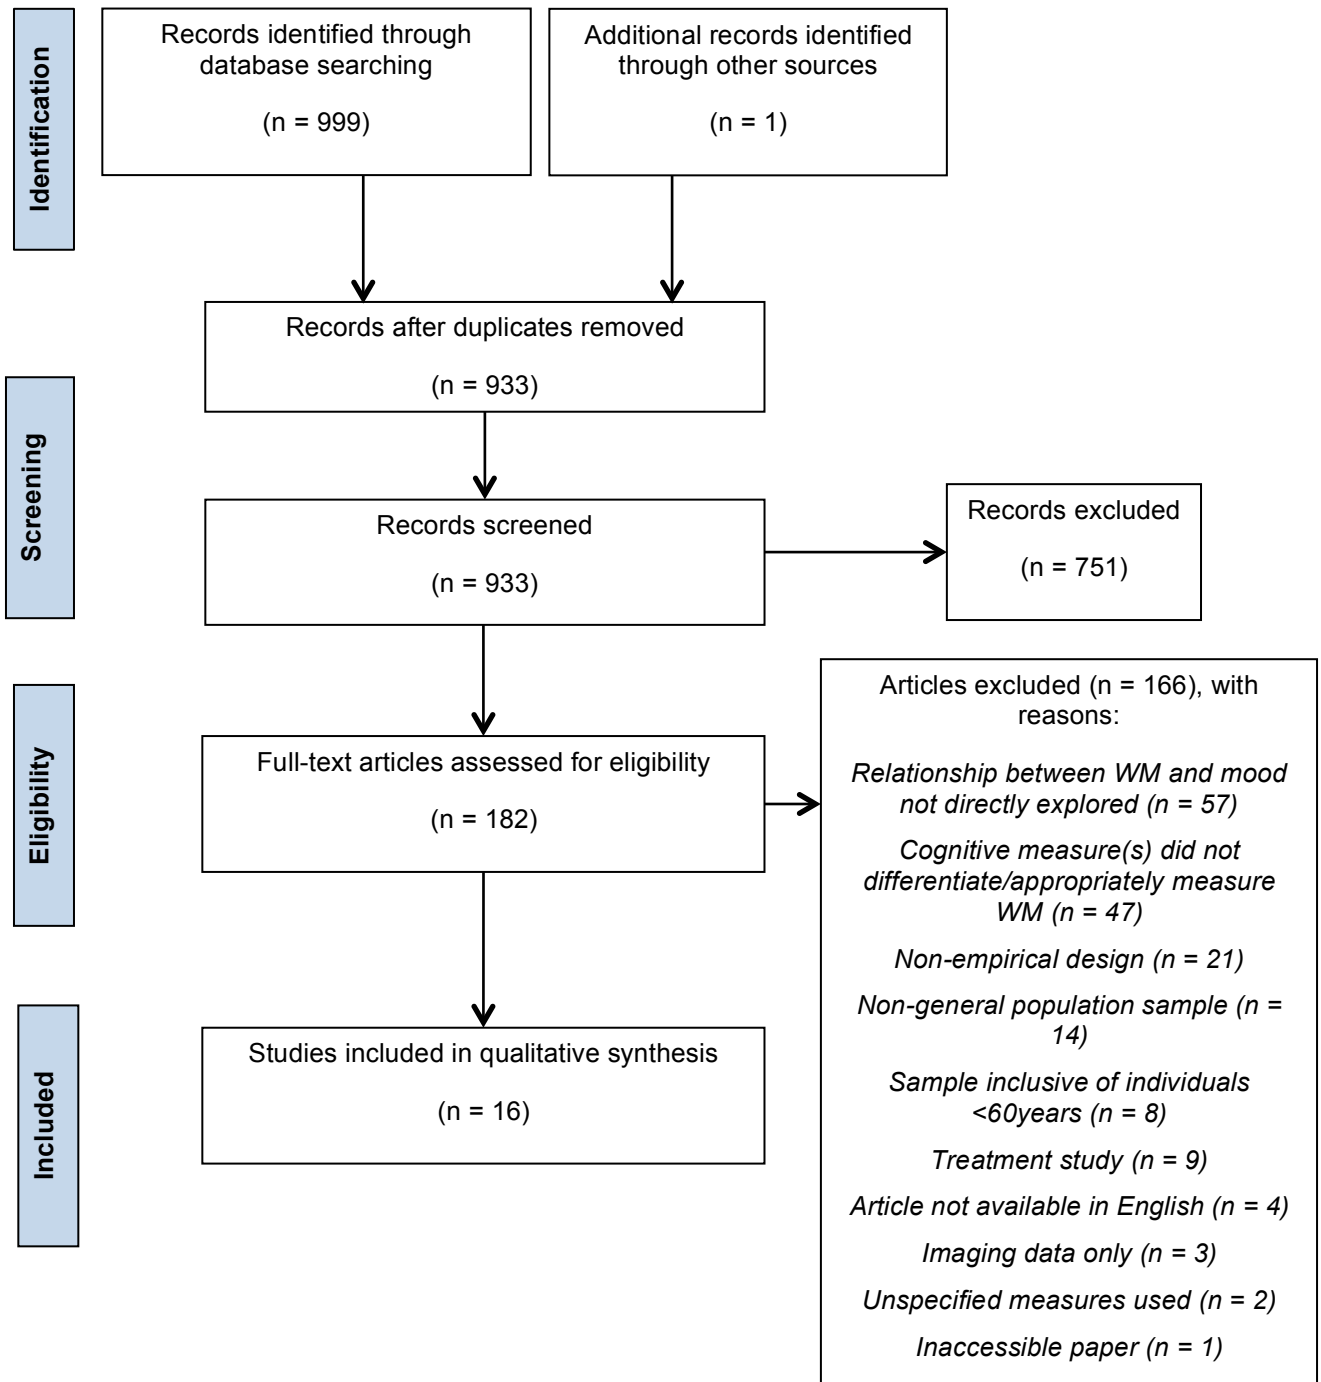 Identification
Records identified through
database searching
(n = 999)
Additional records identified
through other sources
(n = 1)
Records after duplicates removed
(n = 933)
Screening
Records screened
(n = 933)
Records excluded
(n = 751)
Eligibility
Full-text articles assessed for eligibility
(n = 182)
Articles excluded (n = 166), with
reasons:
Relationship between WM and mood
not directly explored (n = 57)
Cognitive measure(s) did not
differentiate/appropriately measure
WM (n = 47)
Non-empirical design (n = 21)
Non-general population sample (n =
14)
Sample inclusive of individuals
<60years (n = 8)
Treatment study (n = 9)
Article not available in English (n = 4)
Imaging data only (n = 3)
Unspecified measures used (n = 2)
Inaccessible paper (n = 1)
Included
Studies included in qualitative synthesis
(n = 16)